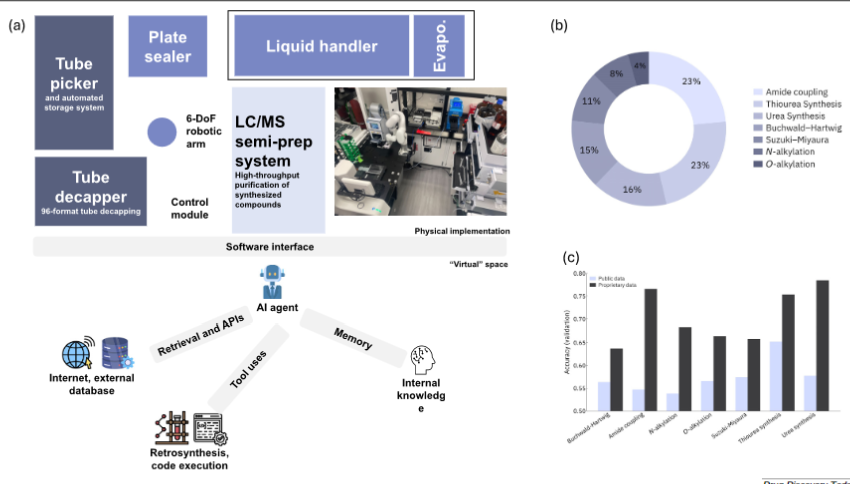 (a)
Tube
picker
and automated
storage system
Plate
sealer
Liquid handler
Evapo.
6-DoF
robotic
arm
LC/MS
semi-prep
system
High-throughput
purification of
synthesized
compounds
Tube
decapper
96-format tube decapping
Control
module
Physical implementation
Software interface
"Virtual" space
AI agent
Retrieval and APIs
Tool uses
Memory
Internet, external
database
Internal
knowledg
e
Retrosynthesis,
code execution
(b)
23%
23%
16%
15%
11%
8%
4%
Amide coupling
Thiourea Synthesis
Urea Synthesis
Buchwald–Hartwig
Suzuki–Miyaura
N-alkylation
O-alkylation
(c)
Public data
Proprietary data
Accuracy (validation)
0.80
0.75
0.70
0.65
0.60
0.55
0.50
Buchwald-Hartwig
Amide coupling
N-alkylation
O-alkylation
Suzuki-Miyaura
Thiourea synthesis
Urea synthesis
Drug Discovery Today